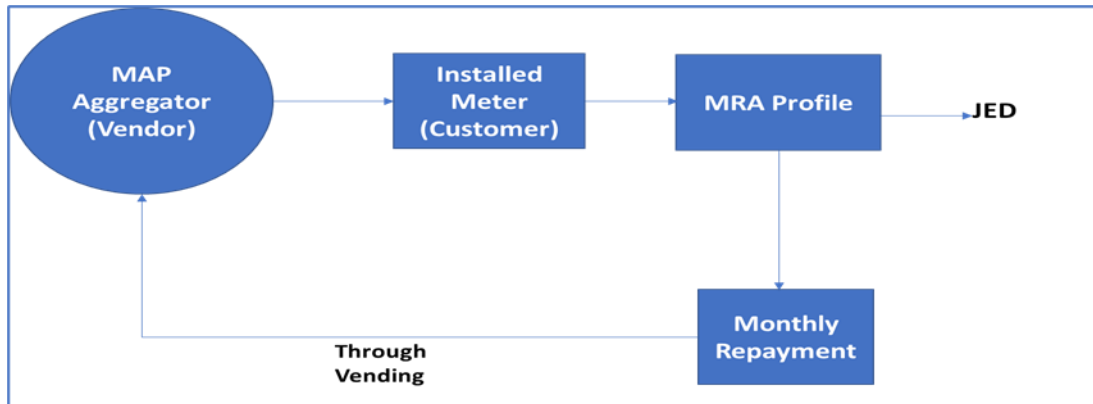 MAP
Aggregator
(Vendor)
Installed
Meter
(Customer)
MRA Profile
JED
Monthly
Repayment
Through
Vending